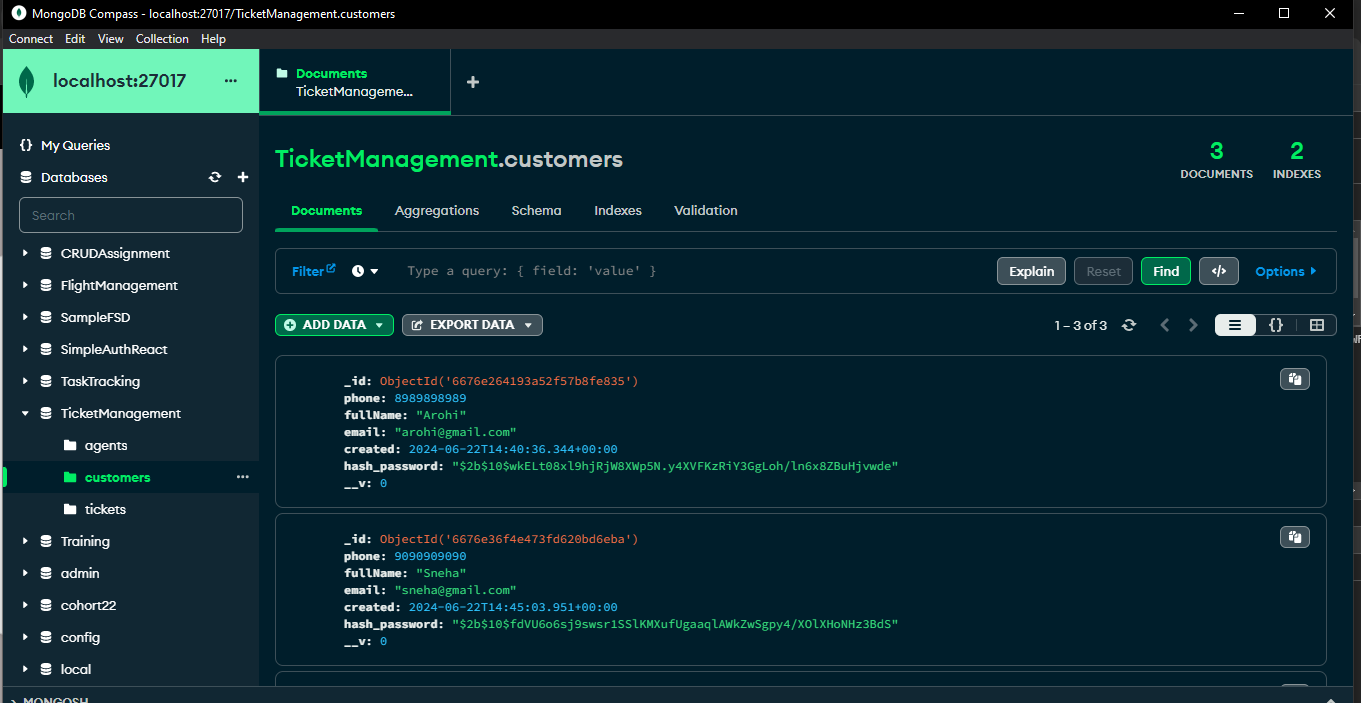 MongoDB Compass - localhost:27017/TicketManagement.customers
Connect Edit View Collection Help
localhost:27017 ...
Documents
TicketManageme...
+
{} My Queries
Databases
Search
CRUDAssignment
FlightManagement
SampleFSD
SimpleAuthReact
TaskTracking
TicketManagement
agents
customers ...
tickets
Training
admin
cohort22
config
local
MONGOSH
TicketManagement.customers
3 DOCUMENTS
2 INDEXES
Documents Aggregations Schema Indexes Validation
Filter Type a query: { field: 'value' } Explain Reset Find </> Options
ADD DATA EXPORT DATA 1 – 3 of 3 {}
_id: ObjectId('6676e264193a52f57b8fe835')
phone: 8989898989
fullName: "Arohi"
email: "arohi@gmail.com"
created: 2024-06-22T14:40:36.344+00:00
hash_password: "$2b$10$wkELt08xl9hjRjW8XWp5N.y4XVFKzRiY3GgLoh/ln6x8ZBuHjvwde"
__v: 0
_id: ObjectId('6676e36f4e473fd620bd6eba')
phone: 9090909090
fullName: "Sneha"
email: "sneha@gmail.com"
created: 2024-06-22T14:45:03.951+00:00
hash_password: "$2b$10$fdVU6o6sj9swsr1SSlKMXufUgaaqlAWkZwSgpy4/XOlXHoNHz3BdS"
__v: 0